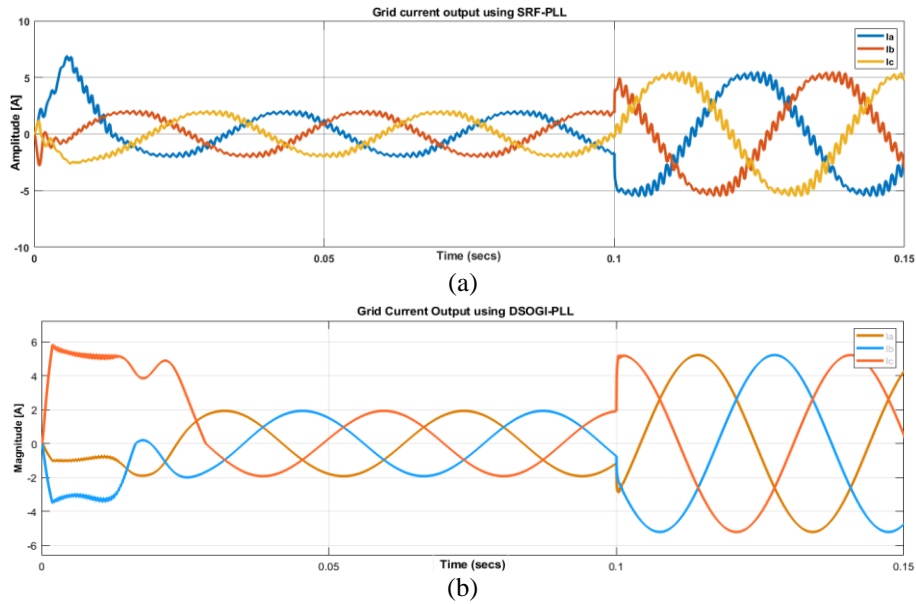 Grid current output using SRF-PLL
10
5
0
-5
-10
Amplitude [A]
Ia
Ib
Ic
0
0.05
0.1
0.15
Time (secs)
(a)
Grid Current Output using DSOGI-PLL
6
4
2
0
-2
-4
-6
Magnitude [A]
Ia
Ib
Ic
0
0.05
0.1
0.15
Time (secs)
(b)